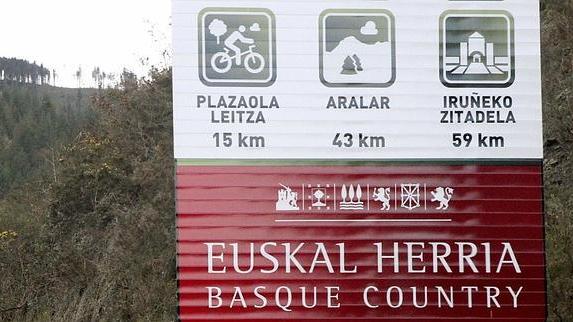 PLAZAOLA
LEITZA
15 km
ARALAR
43 km
IRUÑEKO
ZITADELA
59 km
EUSKAL HERRIA
BASQUE COUNTRY